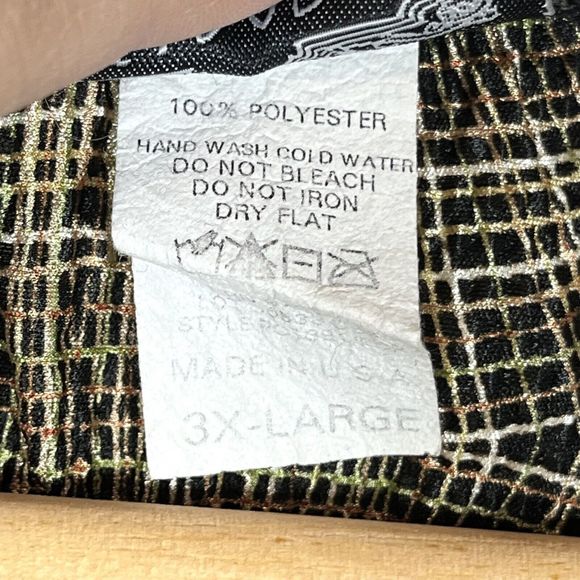 100% POLYESTER
HAND WASH COLD WATER
DO NOT BLEACH
DO NOT IRON
DRY FLAT
MADE IN U.S.A.
3X-LARGE